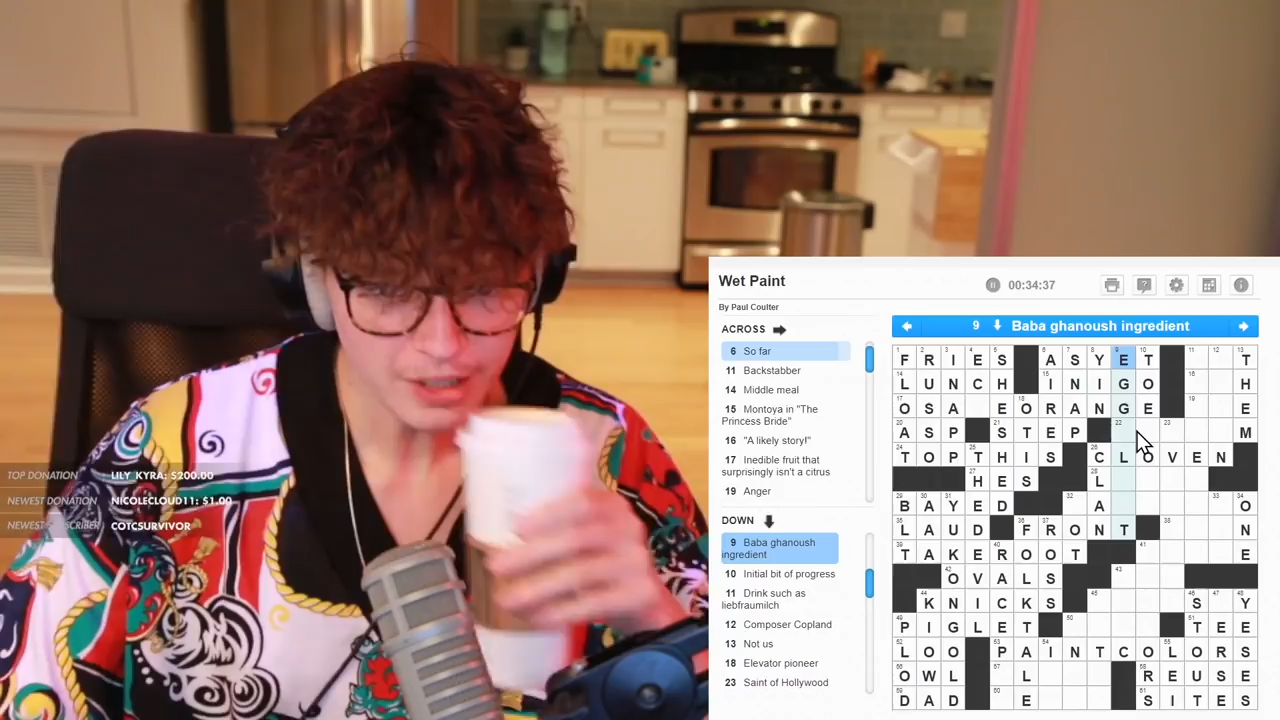 Wet Paint
00:34:37
By Paul Coulter
ACROSS
6 So far
11 Backstabber
14 Middle meal
15 Montoya in "The
Princess Bride"
16 "A likely story!"
17 Inedible fruit that
surprisingly isn't a citrus
19 Anger
DOWN
9 Baba ghanoush
ingredient
10 Initial bit of progress
11 Drink such as
liebfraumilch
12 Composer Copland
13 Not us
18 Elevator pioneer
23 Saint of Hollywood
9 Baba ghanoush ingredient
F R I E S A S Y E T T
L U N C H I N I G O H
O S A E O R A N G E E
A S P S T E P M
T O P T H I S C L O V E N
H E S L
B A Y E D A O
L A U D F R O N T N
T A K E R O O T E
O V A L S
K N I C K S S Y
P I G L E T T E E
L O O P A I N T C O L O R S
O W L L R E U S E
D A D E S I T E S
TOP DONATION LILY_KYRA: $200.00
NEWEST DONATION NICOLECLOUD11: $1.00
NEWEST SUBSCRIBER COTCSURVIVOR